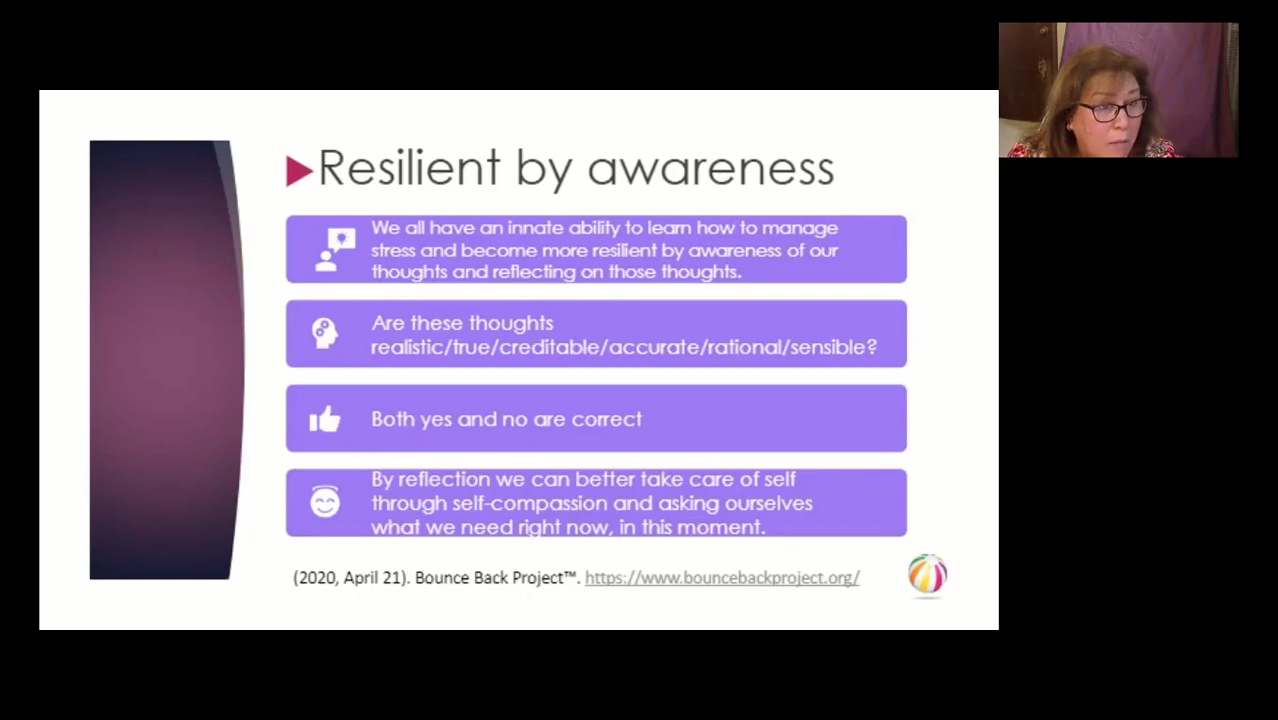 Resilient by awareness
We all have an innate ability to learn how to manage
stress and become more resilient by awareness of our
thoughts and reflecting on those thoughts.
Are these thoughts
realistic/true/creditable/accurate/rational/sensible?
Both yes and no are correct
By reflection we can better take care of self
through self-compassion and asking ourselves
what we need right now, in this moment.
(2020, April 21). Bounce Back Project™. https://www.bouncebackproject.org/